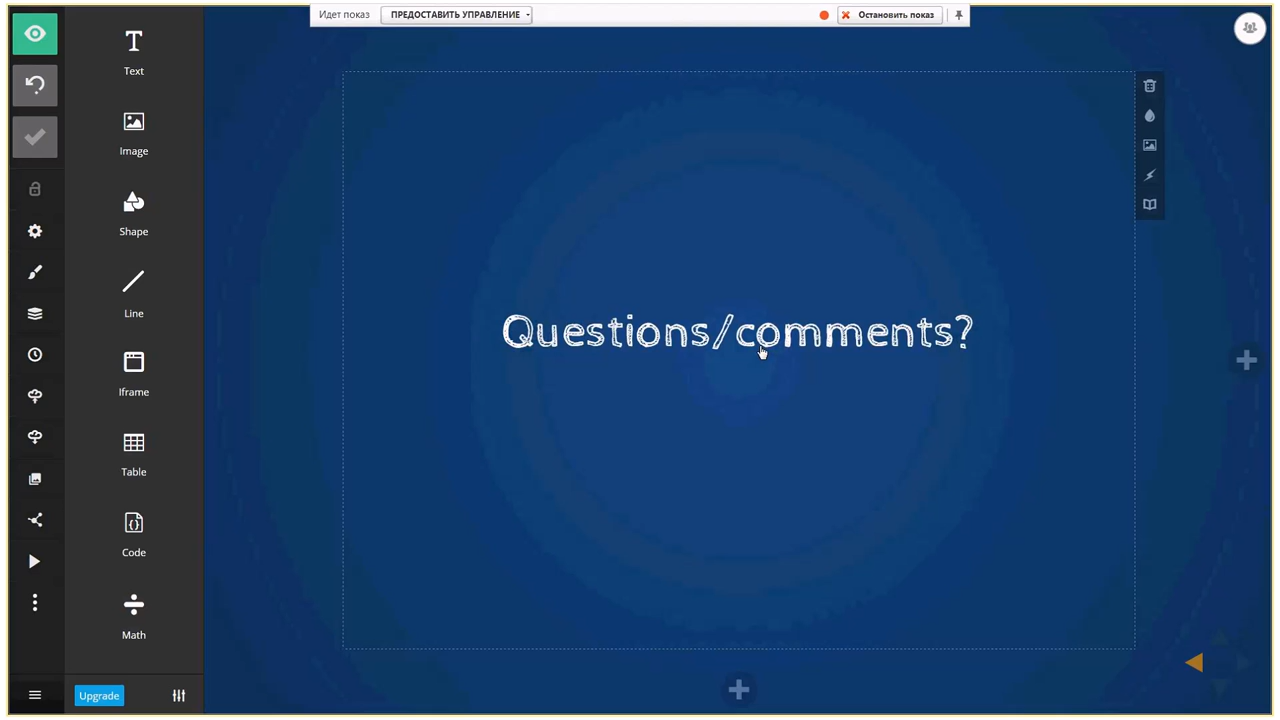 Идет показ ПРЕДОСТАВИТЬ УПРАВЛЕНИЕ Остановить показ
Text
Image
Shape
Line
Iframe
Table
Code
Math
Upgrade
Questions/comments?